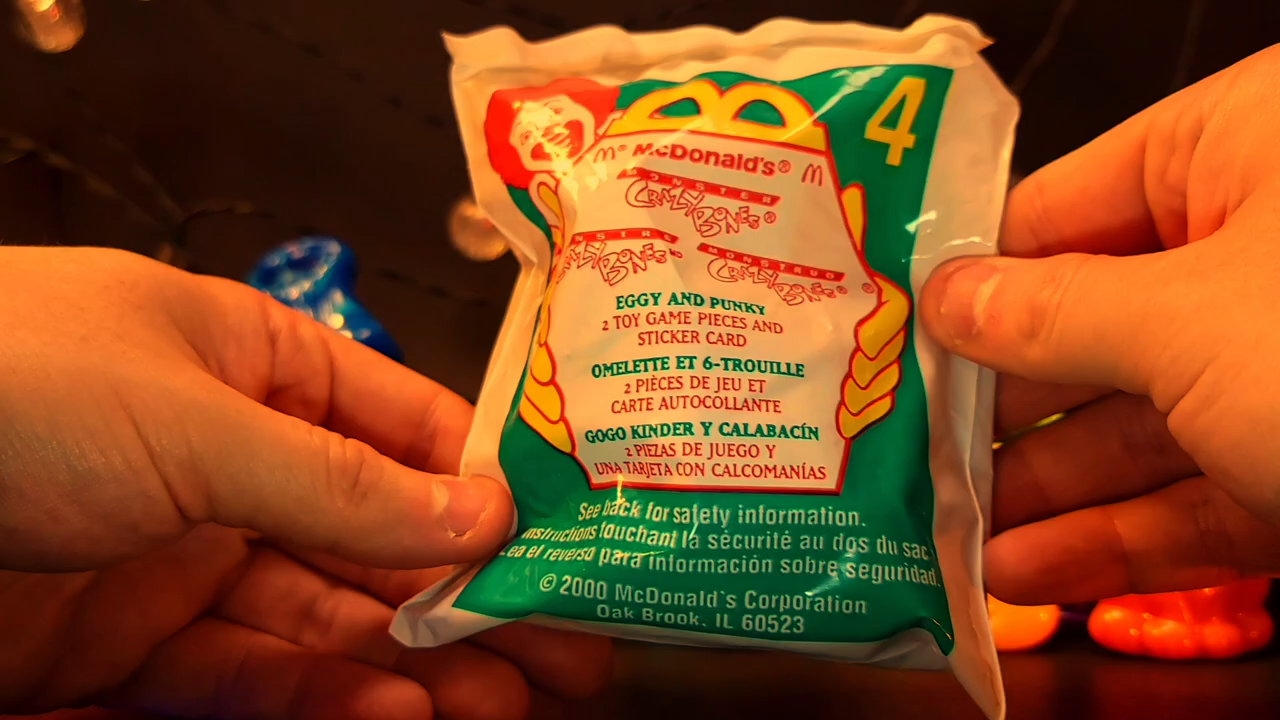 4
McDonald's®
MONSTER
CRAZY BONES®
CRAZY BONES MD
MONSTRUO
CRAZY BONES®
EGGY AND PUNKY
2 TOY GAME PIECES AND
STICKER CARD
OMELETTE ET 6-TROUILLE
2 PIÈCES DE JEU ET
CARTE AUTOCOLLANTE
GOGO KINDER Y CALABACÍN
2 PIEZAS DE JUEGO Y
UNA TARJETA CON CALCOMANÍAS
See back for safety information.
Instructions touchant la sécurité au dos du sac
Lea el reverso para información sobre seguridad.
© 2000 McDonald's Corporation
Oak Brook, IL 60523